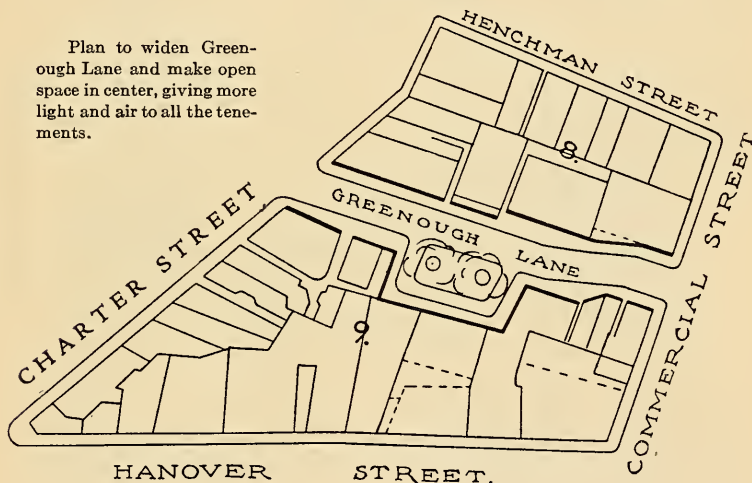 Plan to widen Green-
ough Lane and make open
space in center, giving more
light and air to all the tene-
ments.
HENCHMAN STREET
8.
GREENOUGH LANE
CHARTER STREET
COMMERCIAL STREET
9.
HANOVER STREET.